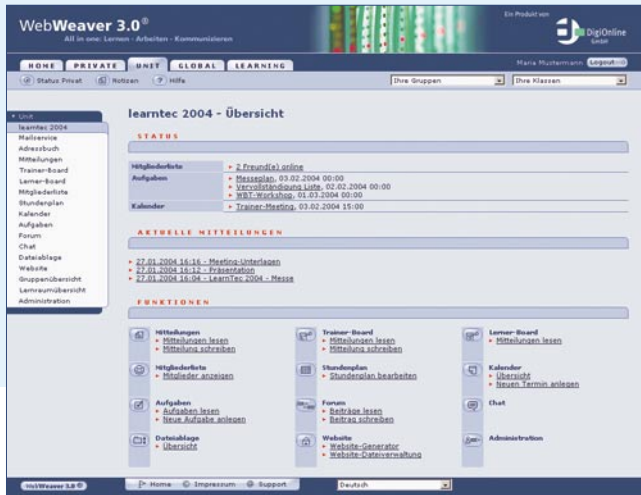 WebWeaver 3.0®
All in one: Lernen - Arbeiten - Kommunizieren
Ein Produkt von
DigiOnline
GmbH
HOME PRIVATE UNIT GLOBAL LEARNING
Maria Mustermann Logout
Status Privat Notizen Hilfe Ihre Gruppen Ihre Klassen
Unit
learntec 2004
Mailservice
Adressbuch
Mitteilungen
Trainer-Board
Lerner-Board
Mitgliederliste
Stundenplan
Kalender
Aufgaben
Forum
Chat
Dateiablage
Website
Gruppenübersicht
Lernraumübersicht
Administration
learntec 2004 - Übersicht
STATUS
Mitgliederliste 2 Freund(e) online
Aufgaben Messeplan, 03.02.2004 00:00
Vervollständigung Liste, 02.02.2004 00:00
WBT-Workshop, 01.03.2004 00:00
Kalender Trainer-Meeting, 03.02.2004 15:00
AKTUELLE MITTEILUNGEN
27.01.2004 16:16 - Meeting-Unterlagen
27.01.2004 16:12 - Präsentation
27.01.2004 16:04 - LearnTec 2004 - Messe
FUNKTIONEN
Mitteilungen
Mitteilungen lesen
Mitteilung schreiben
Trainer-Board
Mitteilungen lesen
Mitteilung schreiben
Lerner-Board
Mitteilungen lesen
Mitgliederliste
Mitglieder anzeigen
Stundenplan
Stundenplan bearbeiten
Kalender
Übersicht
Neuen Termin anlegen
Aufgaben
Aufgaben lesen
Neue Aufgabe anlegen
Forum
Beiträge lesen
Beitrag schreiben
Chat
Dateiablage
Übersicht
Website
Website-Generator
Website-Dateiverwaltung
Administration
WebWeaver 3.0 © Home © Impressum @ Support Deutsch